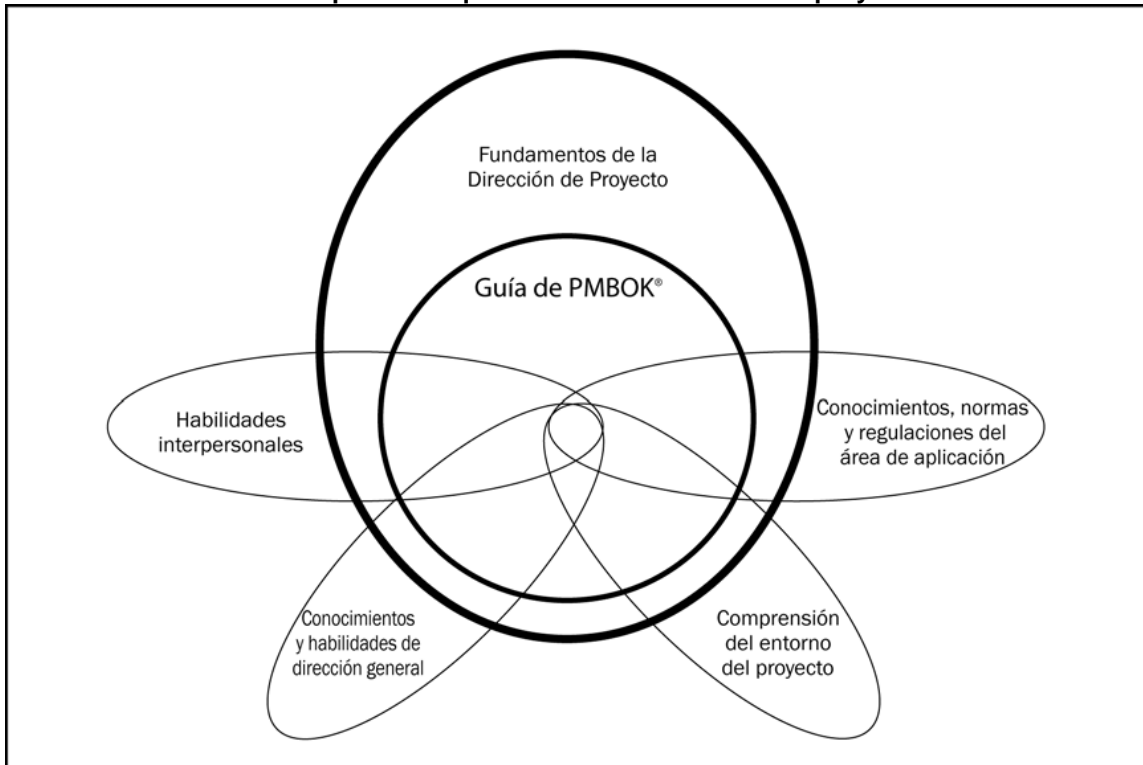 Fundamentos de la
Dirección de Proyecto
Guía de PMBOK®
Habilidades
interpersonales
Conocimientos, normas
y regulaciones del
área de aplicación
Conocimientos
y habilidades de
dirección general
Comprensión
del entorno
del proyecto